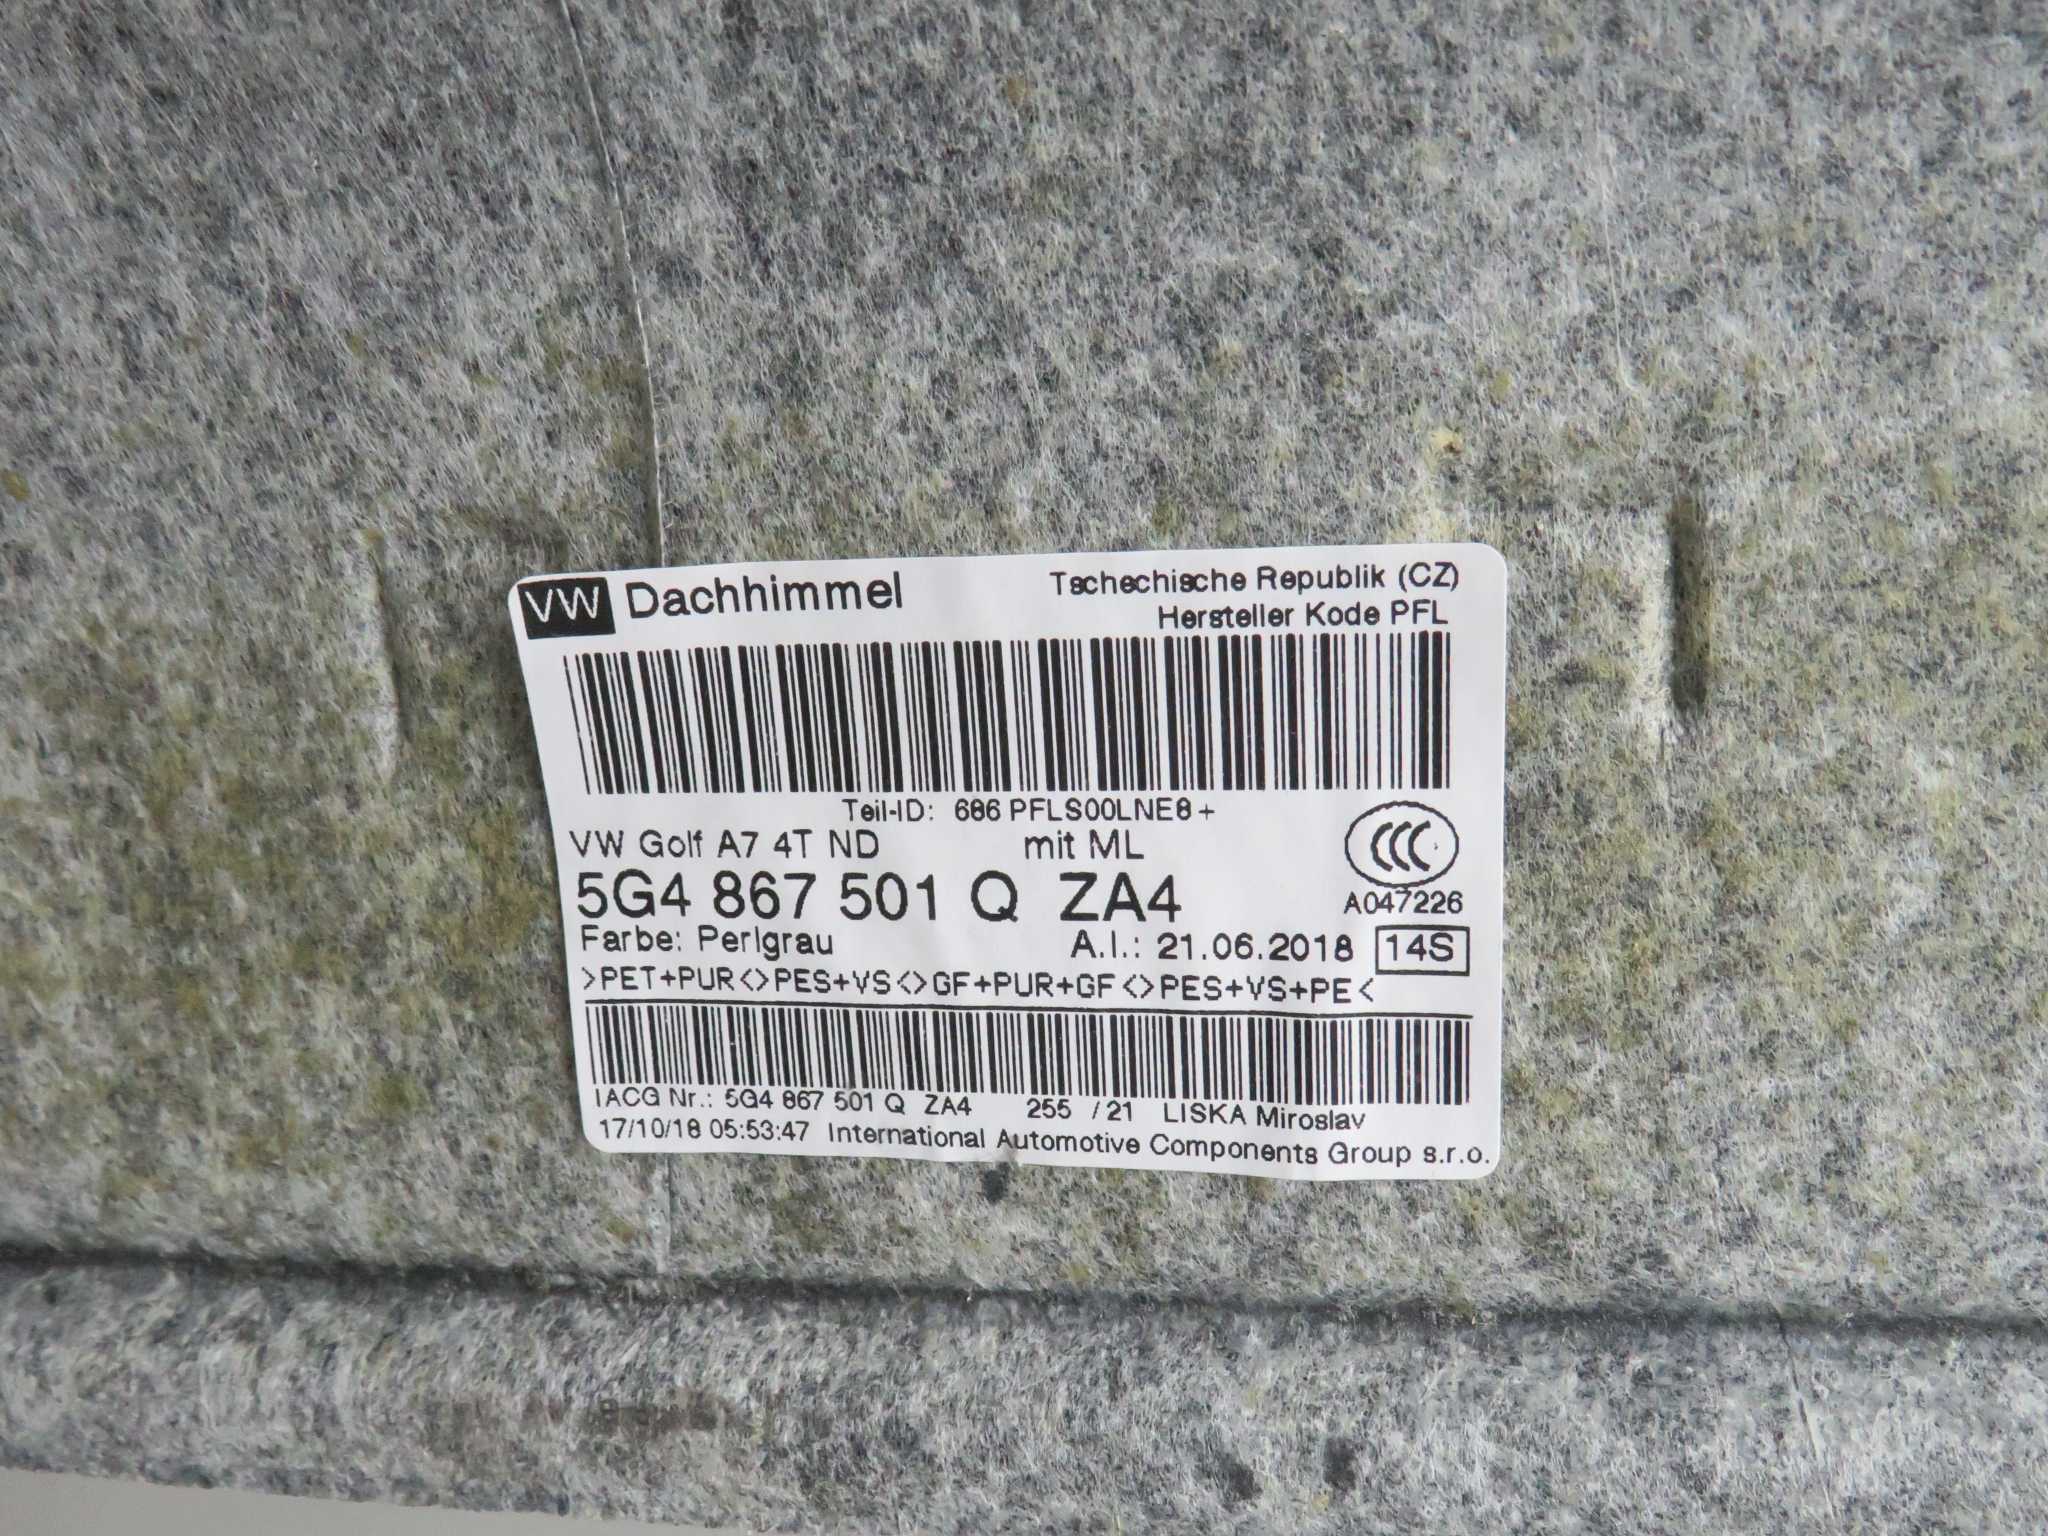 VW Dachhimmel
Tschechische Republik (CZ)
Hersteller Kode PFL
Teil-ID: 686 PFLS00LNE8+
VW Golf A7 4T ND mit ML
CCC
5G4 867 501 Q ZA4
A047226
Farbe: Perlgrau A.I.: 21.06.2018 14S
>PET+PUR<>PES+VS<>GF+PUR+GF<>PES+VS+PE<
IACG Nr.: 5G4 867 501 Q ZA4 255 /21 LISKA Miroslav
17/10/18 05:53:47 International Automotive Components Group s.r.o.